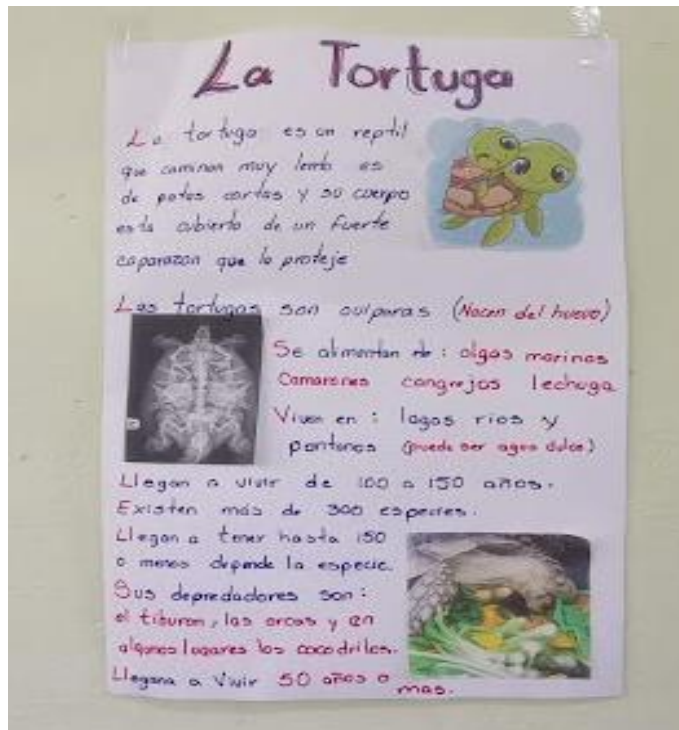 La Tortuga
La tortuga es un reptil
que caminan muy lento es
de patas cortas y su cuerpo
esta cubierto de un fuerte
caparazon que lo proteje
Las tortugas son oviparas (Nacen del huevo)
Se alimentan de: algas marinas
Camarones cangrejos lechuga
Viven en: lagos rios y
pantanos (puede ser agua dulce)
Llegan a vivir de 100 a 150 años.
Existen más de 300 especies.
Llegan a tener hasta 150
o menos depende la especie.
Sus depredadores son:
el tiburon, las orcas y en
algunos lugares los cocodrilos.
Llegana a vivir 50 años o
mas.